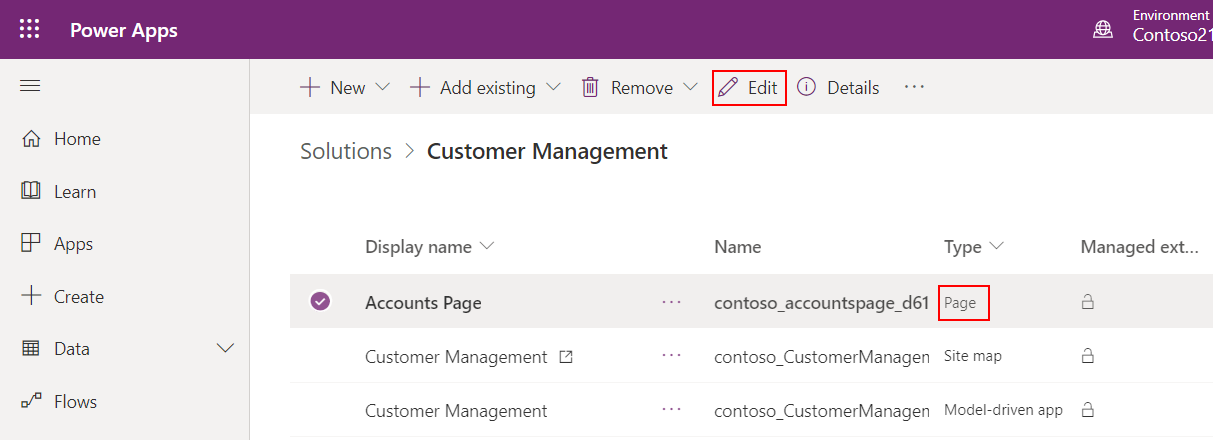 Power Apps
Environment
Contoso21
New
Add existing
Remove
Edit
Details
Home
Learn
Apps
Create
Data
Flows
Solutions > Customer Management
Display name Name Type Managed ext...
Accounts Page ... contoso_accountspage_d61 Page
Customer Management ... contoso_CustomerManagen Site map
Customer Management ... contoso_CustomerManagen Model-driven app